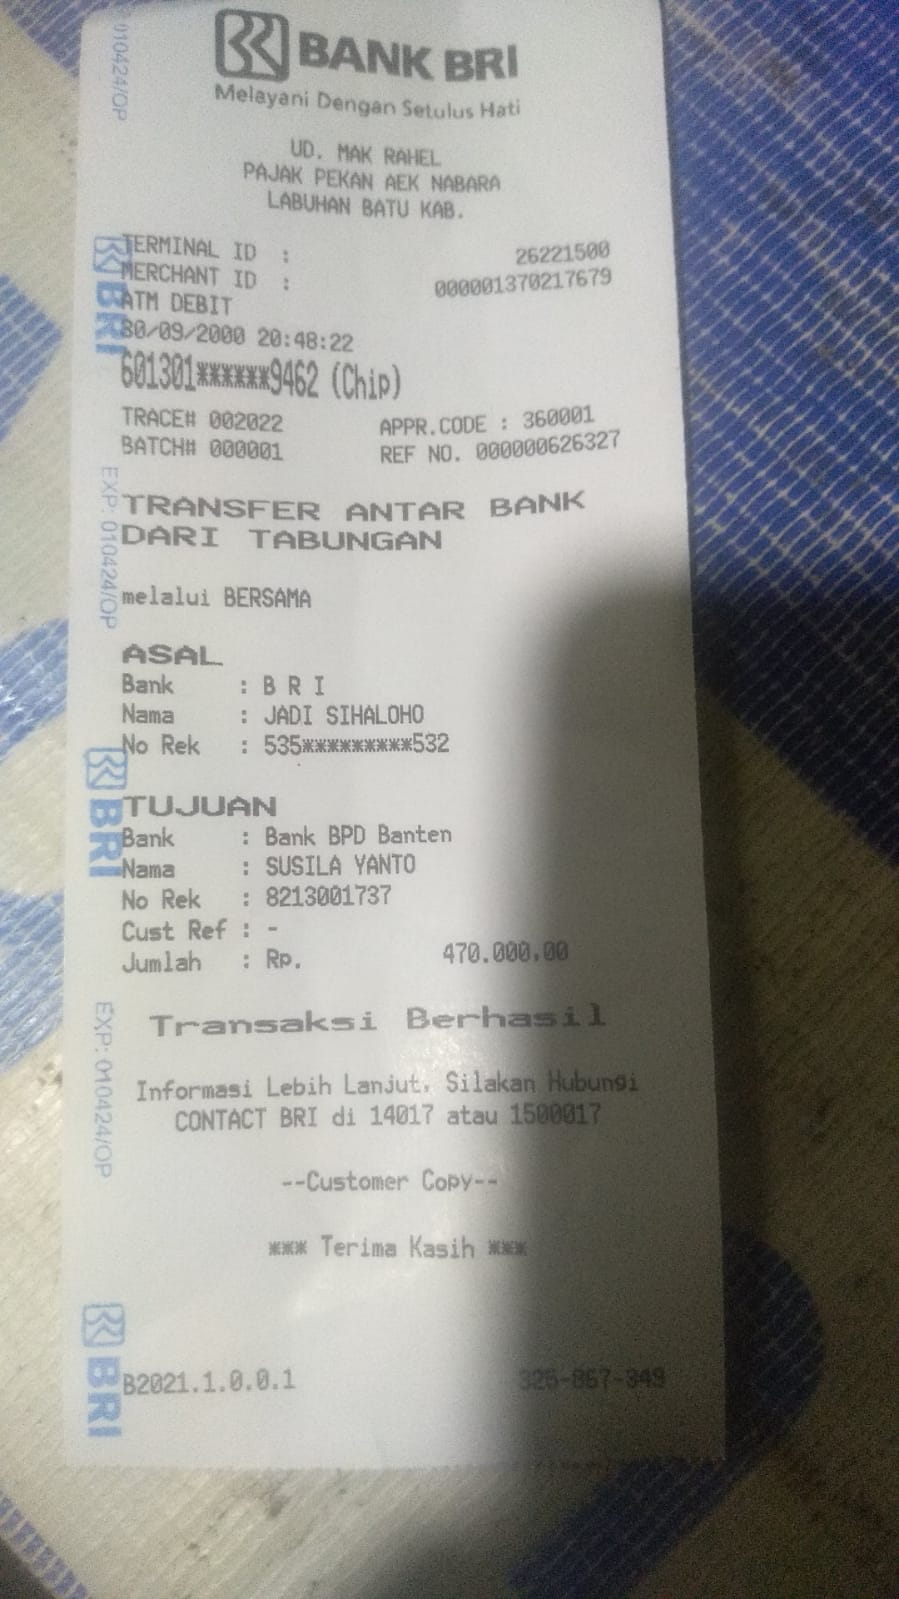 BANK BRI
Melayani Dengan Setulus Hati
UD. MAK RAHEL
PAJAK PEKAN AEK NABARA
LABUHAN BATU KAB.
TERMINAL ID : 26221500
MERCHANT ID : 000001370217679
ATM DEBIT
30/09/2000 20:48:22
601301******9462 (Chip)
TRACE# 002022 APPR.CODE : 360001
BATCH# 000001 REF NO. 000000626327
TRANSFER ANTAR BANK
DARI TABUNGAN
melalui BERSAMA
ASAL
Bank : B R I
Nama : JADI SIHALOHO
No Rek : 535*********532
TUJUAN
Bank : Bank BPD Banten
Nama : SUSILA YANTO
No Rek : 8213001737
Cust Ref : -
Jumlah : Rp. 470.000,00
Transaksi Berhasil
Informasi Lebih Lanjut, Silakan Hubungi
CONTACT BRI di 14017 atau 1500017
--Customer Copy--
*** Terima Kasih ***
B2021.1.0.0.1
010424/OP
BRI
EXP: 010424/OP
BRI
EXP: 010424/OP
BRI